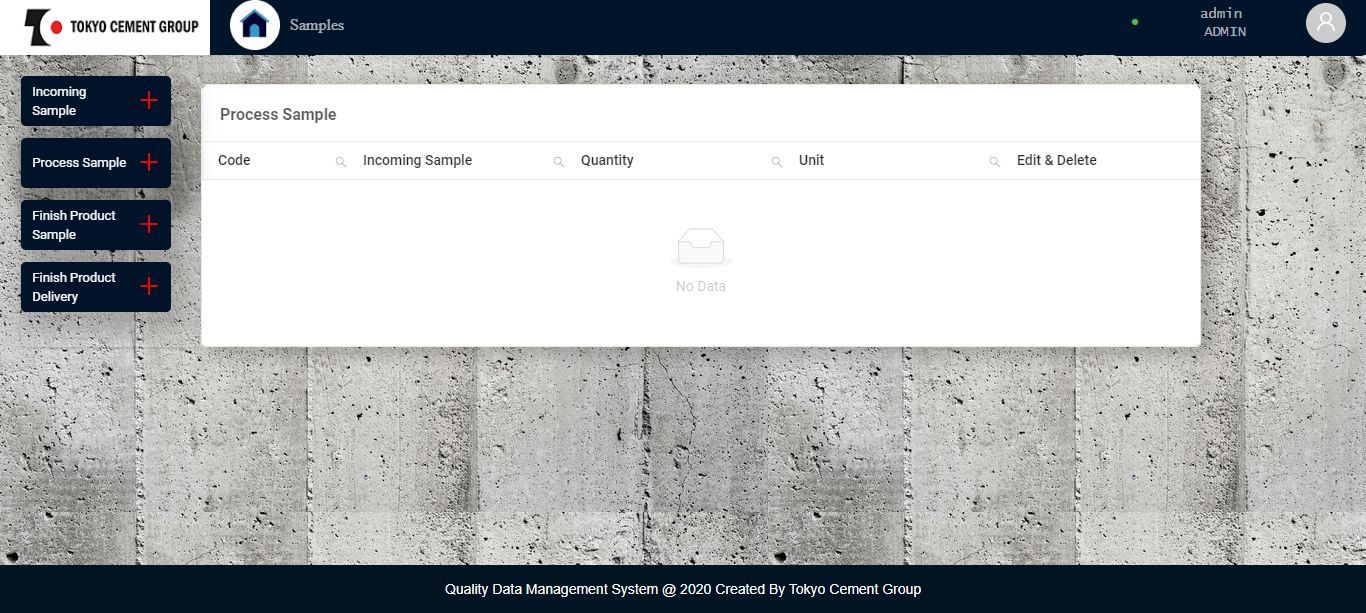 TOKYO CEMENT GROUP
Samples
admin
ADMIN
Incoming
Sample
Process Sample
Finish Product
Sample
Finish Product
Delivery
Process Sample
Code Incoming Sample Quantity Unit Edit & Delete
No Data
Quality Data Management System @ 2020 Created By Tokyo Cement Group